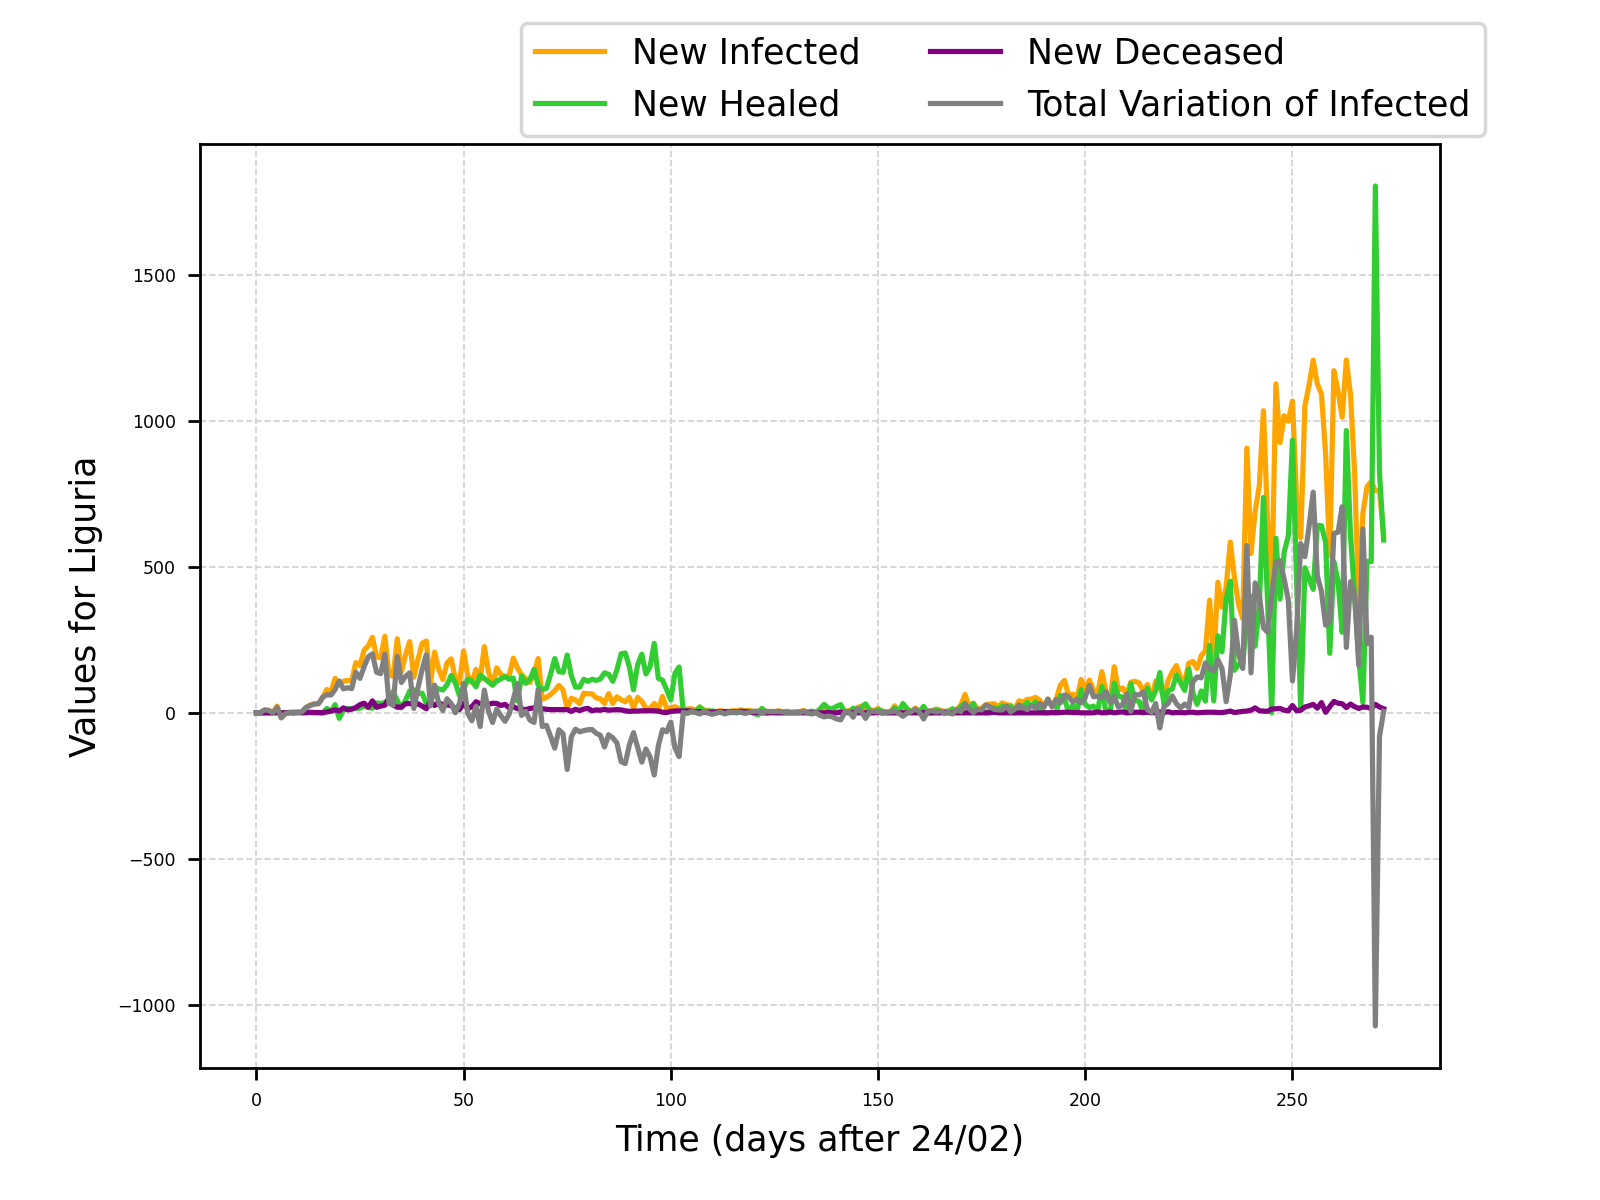 New Infected
New Healed
New Deceased
Total Variation of Infected
Values for Liguria
1500
1000
500
0
−500
−1000
0 50 100 150 200 250
Time (days after 24/02)